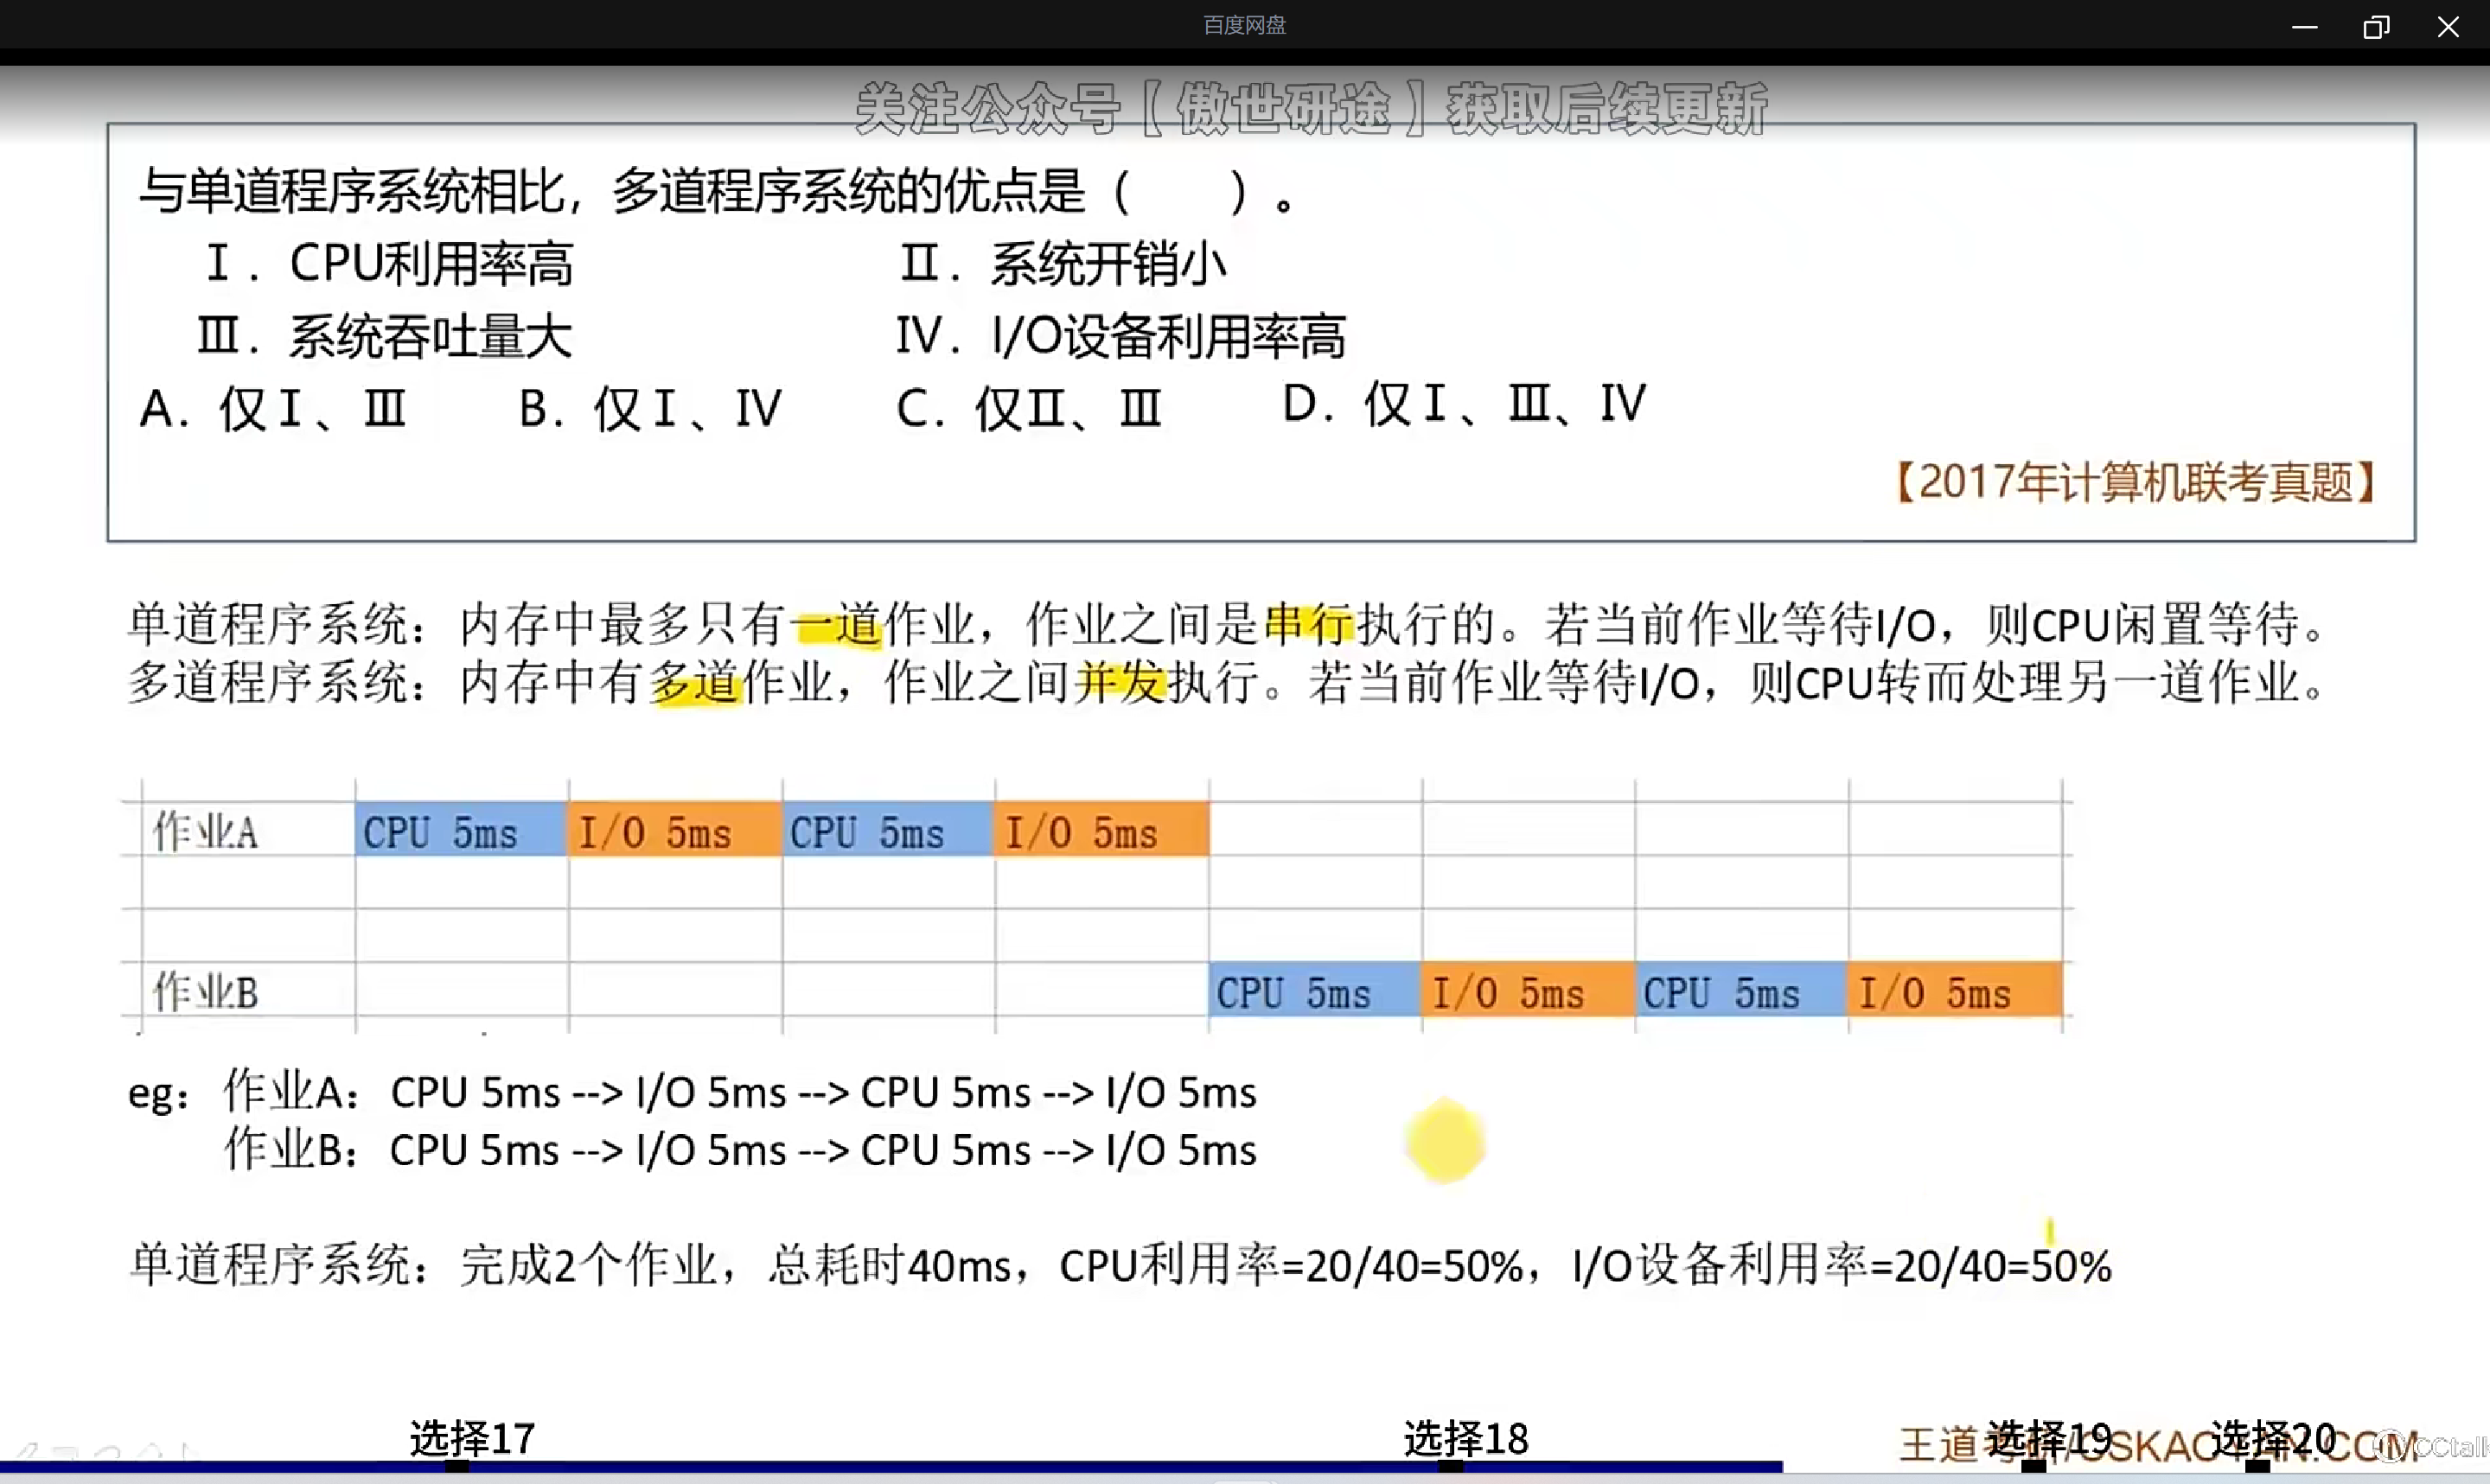 百度网盘
关注公众号【傲世研途】获取后续更新
与单道程序系统相比，多道程序系统的优点是（　　）。
Ⅰ．CPU利用率高　　Ⅱ．系统开销小
Ⅲ．系统吞吐量大　　Ⅳ．I/O设备利用率高
A. 仅Ⅰ、Ⅲ　　B. 仅Ⅰ、Ⅳ　　C. 仅Ⅱ、Ⅲ　　D. 仅Ⅰ、Ⅲ、Ⅳ
【2017年计算机联考真题】
单道程序系统：内存中最多只有一道作业，作业之间是串行执行的。若当前作业等待I/O，则CPU闲置等待。
多道程序系统：内存中有多道作业，作业之间并发执行。若当前作业等待I/O，则CPU转而处理另一道作业。
作业A　CPU 5ms　I/O 5ms　CPU 5ms　I/O 5ms
作业B　CPU 5ms　I/O 5ms　CPU 5ms　I/O 5ms
eg：作业A：CPU 5ms --> I/O 5ms --> CPU 5ms --> I/O 5ms
作业B：CPU 5ms --> I/O 5ms --> CPU 5ms --> I/O 5ms
单道程序系统：完成2个作业，总耗时40ms，CPU利用率=20/40=50%，I/O设备利用率=20/40=50%
选择17　选择18　选择19　选择20
王道考研/CSKAOYAN.COM
CCtalk